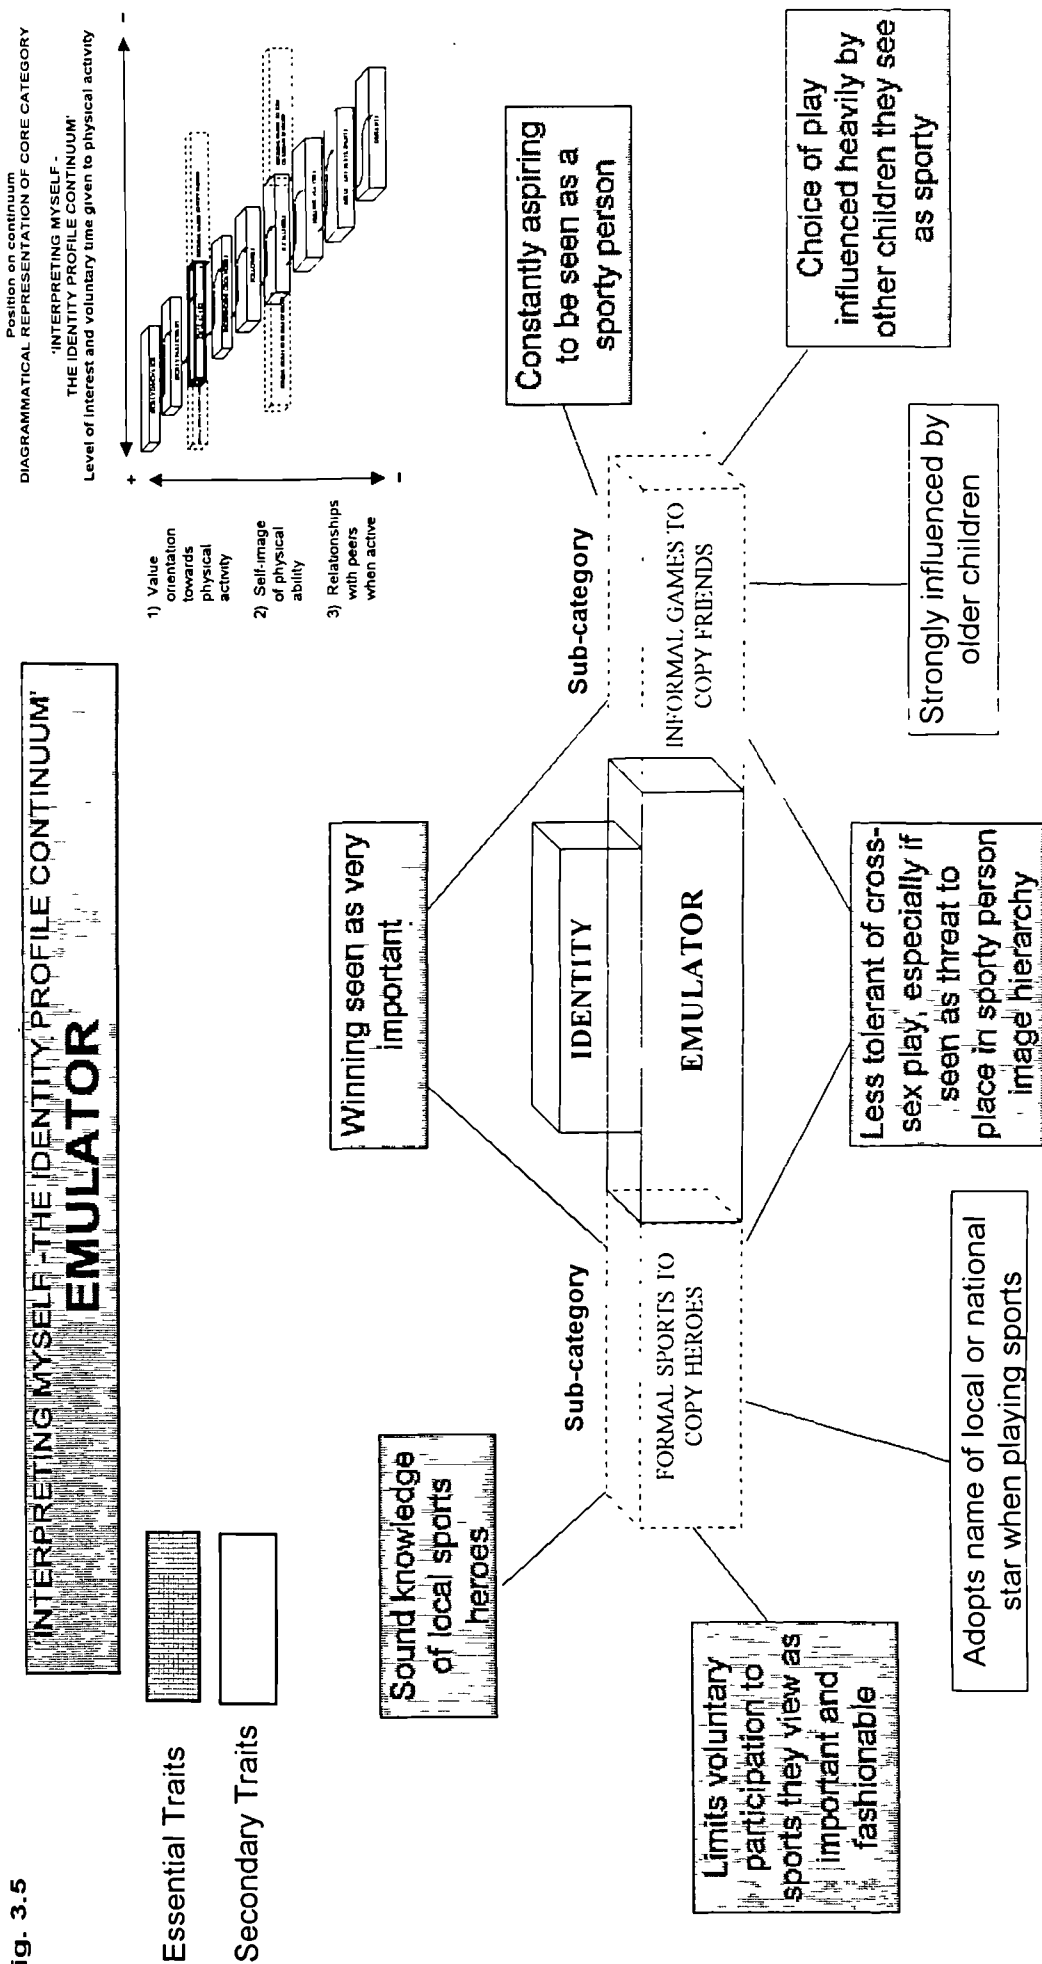 ig. 3.5
'INTERPRETING MYSELF -THE IDENTITY PROFILE CONTINUUM'
EMULATOR
Essential Traits
Secondary Traits
Position on continuum
DIAGRAMMATICAL REPRESENTATION OF CORE CATEGORY
'INTERPRETING MYSELF -
THE IDENTITY PROFILE CONTINUUM'
Level of interest and voluntary time given to physical activity
+
–
–
1) Value
orientation
towards
physical
activity
2) Self-image
of physical
ability
3) Relationships
with peers
when active
Sound knowledge
of local sports
heroes
Winning seen as very
important
Constantly aspiring
to be seen as a
sporty person
Sub-category
FORMAL SPORTS TO
COPY HEROES
IDENTITY
EMULATOR
Sub-category
INFORMAL GAMES TO
COPY FRIENDS
Limits voluntary
participation to
sports they view as
important and
fashionable
Adopts name of local or national
star when playing sports
Less tolerant of cross-
sex play, especially if
seen as threat to
place in sporty person
image hierarchy
Strongly influenced by
older children
Choice of play
influenced heavily by
other children they see
as sporty